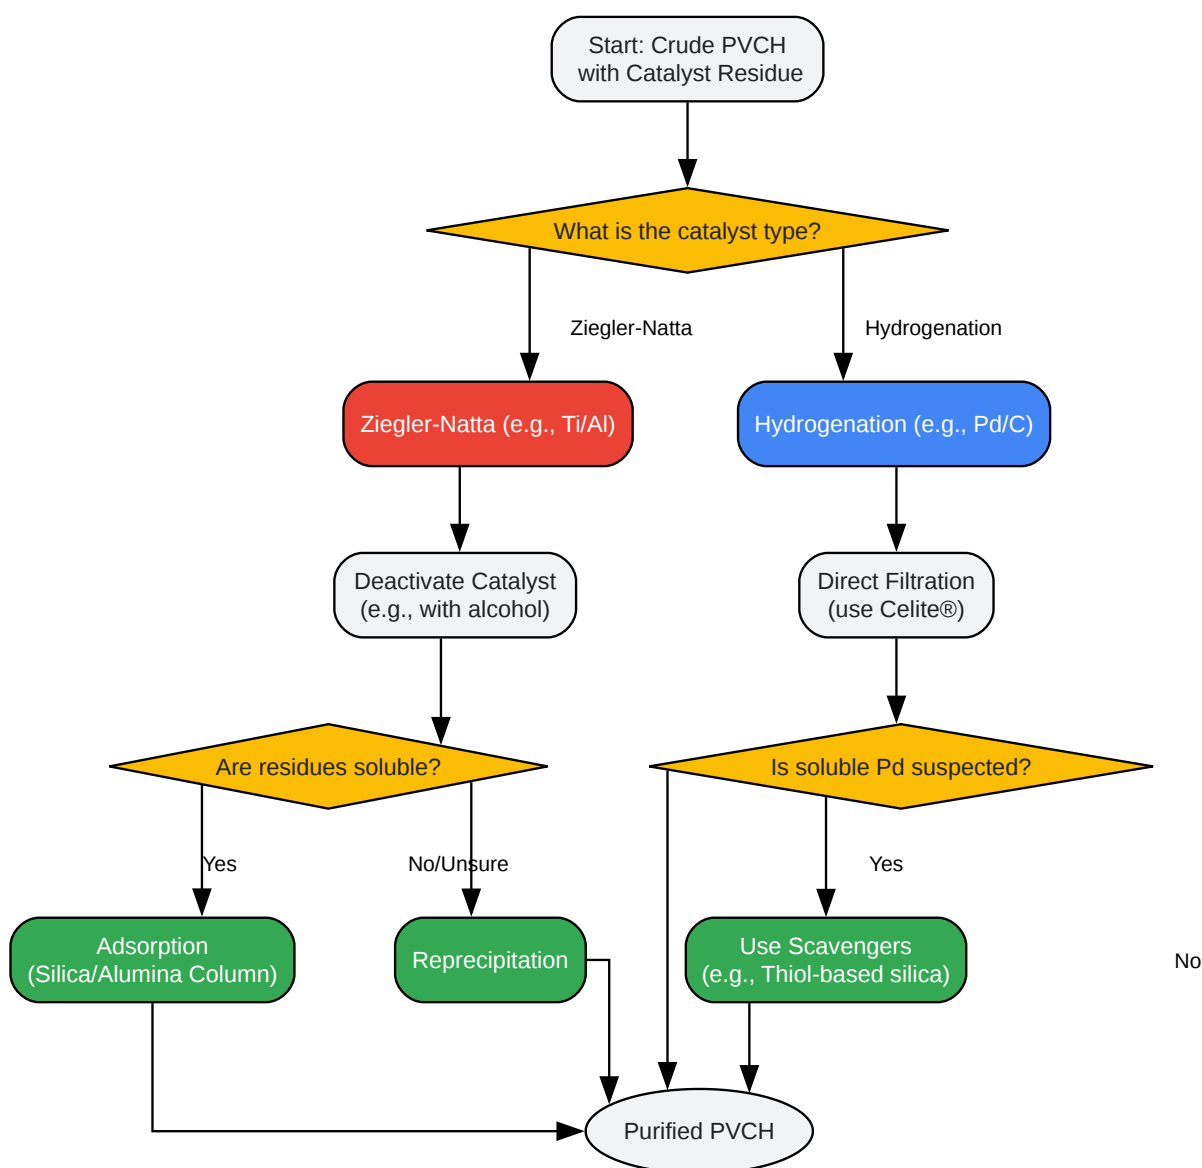 Start: Crude PVCH
with Catalyst Residue
What is the catalyst type?
Ziegler-Natta
Hydrogenation
Ziegler-Natta (e.g., Ti/Al)
Hydrogenation (e.g., Pd/C)
Deactivate Catalyst
(e.g., with alcohol)
Direct Filtration
(use Celite®)
Are residues soluble?
Is soluble Pd suspected?
Yes
No/Unsure
Yes
Adsorption
(Silica/Alumina Column)
Reprecipitation
Use Scavengers
(e.g., Thiol-based silica)
No
Purified PVCH